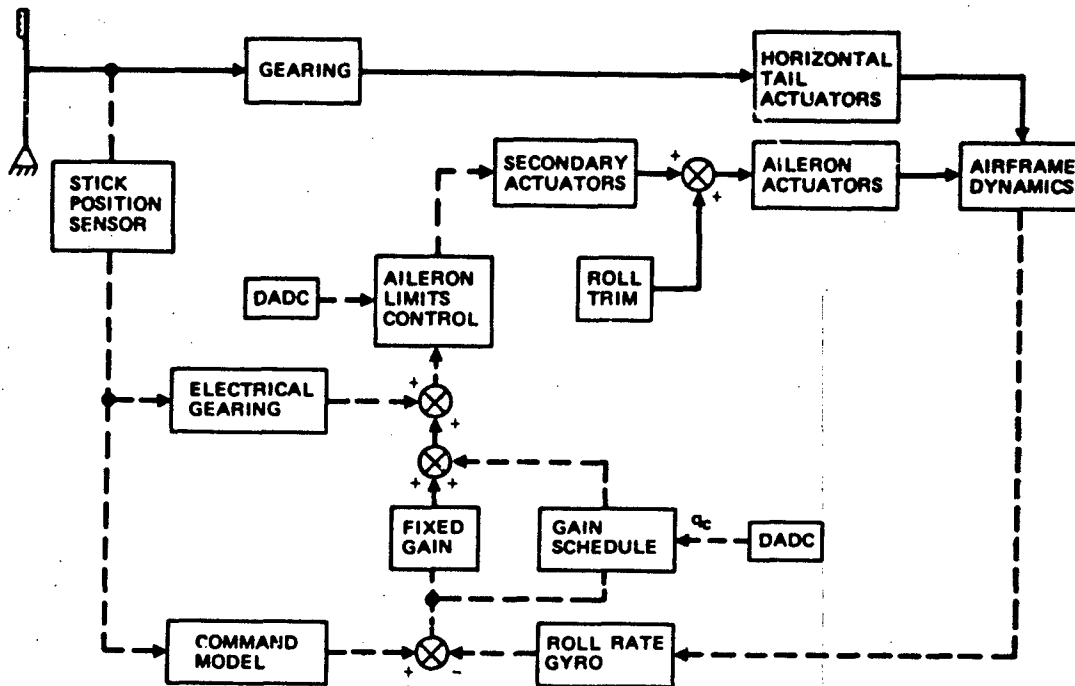 GEARING
HORIZONTAL
TAIL
ACTUATORS
STICK
POSITION
SENSOR
SECONDARY
ACTUATORS
+
+
AILERON
ACTUATORS
AIRFRAME
DYNAMICS
DADC
AILERON
LIMITS
CONTROL
ROLL
TRIM
ELECTRICAL
GEARING
+
+
+
+
FIXED
GAIN
GAIN
SCHEDULE
qc
DADC
COMMAND
MODEL
+
-
ROLL RATE
GYRO